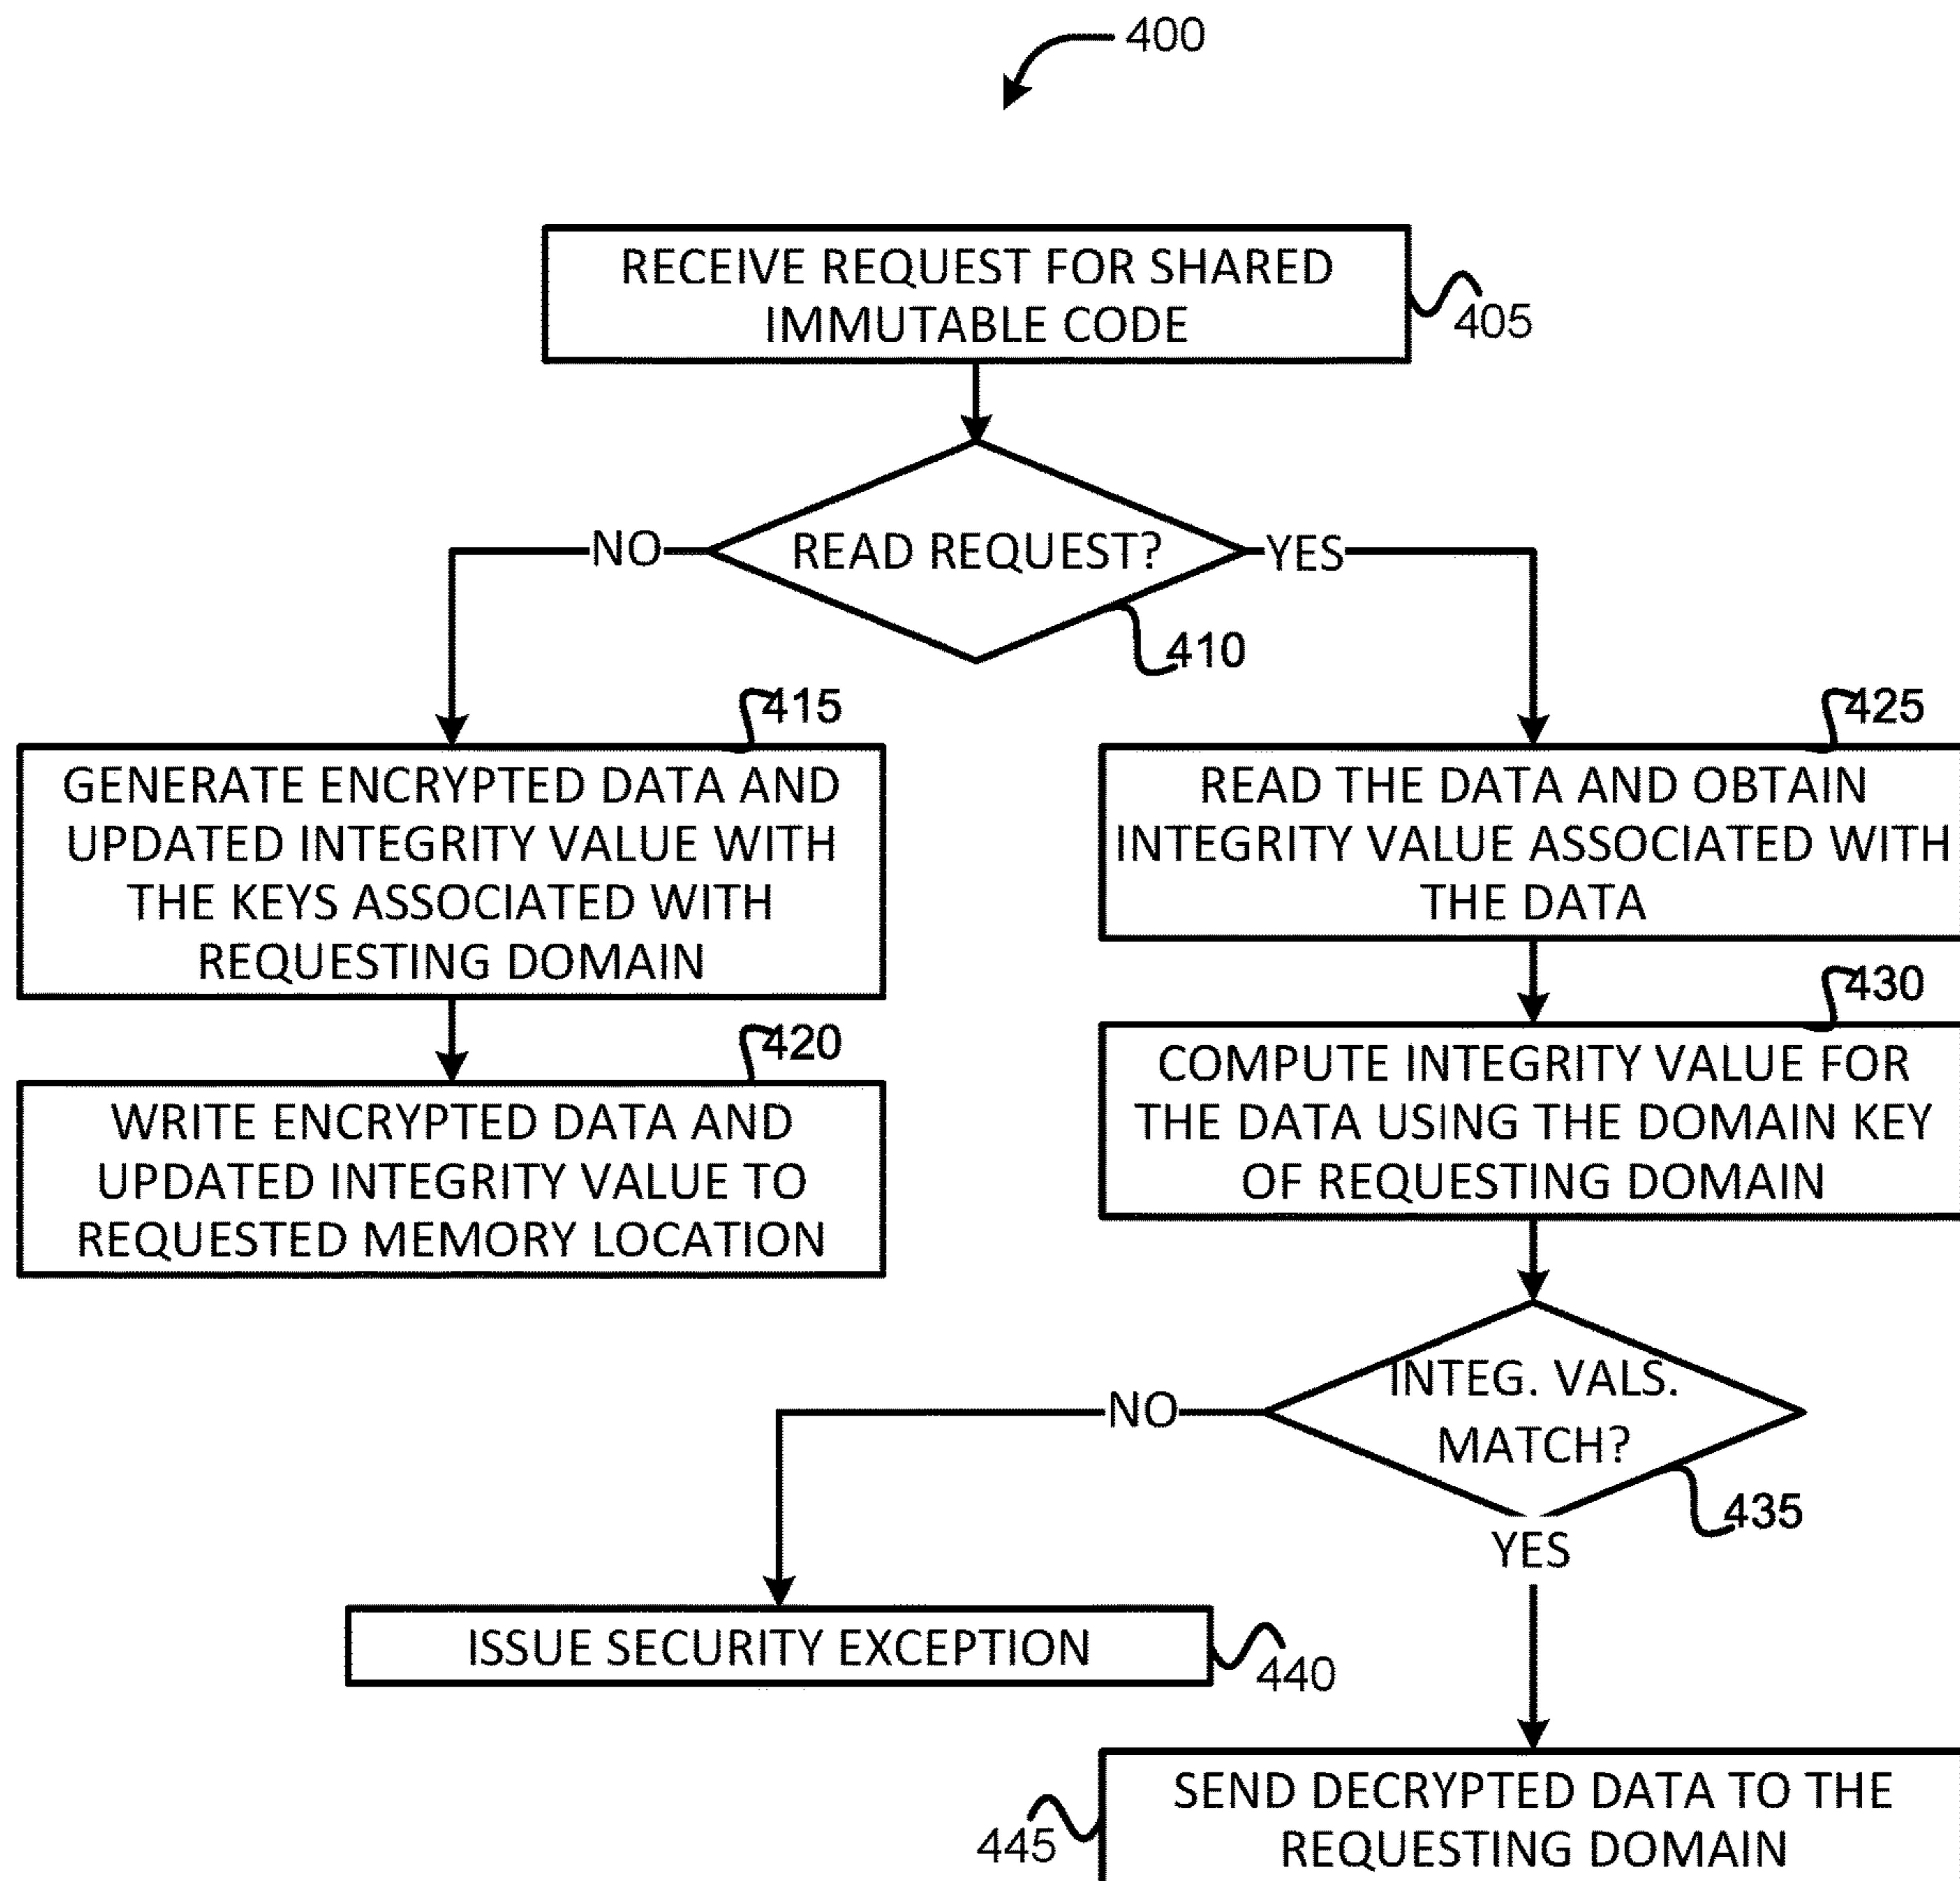 400
RECEIVE REQUEST FOR SHARED
IMMUTABLE CODE
405
NO
READ REQUEST?
YES
410
415
GENERATE ENCRYPTED DATA AND
UPDATED INTEGRITY VALUE WITH
THE KEYS ASSOCIATED WITH
REQUESTING DOMAIN
425
READ THE DATA AND OBTAIN
INTEGRITY VALUE ASSOCIATED WITH
THE DATA
420
WRITE ENCRYPTED DATA AND
UPDATED INTEGRITY VALUE TO
REQUESTED MEMORY LOCATION
430
COMPUTE INTEGRITY VALUE FOR
THE DATA USING THE DOMAIN KEY
OF REQUESTING DOMAIN
NO
INTEG. VALS.
MATCH?
435
YES
ISSUE SECURITY EXCEPTION
440
SEND DECRYPTED DATA TO THE
REQUESTING DOMAIN
445